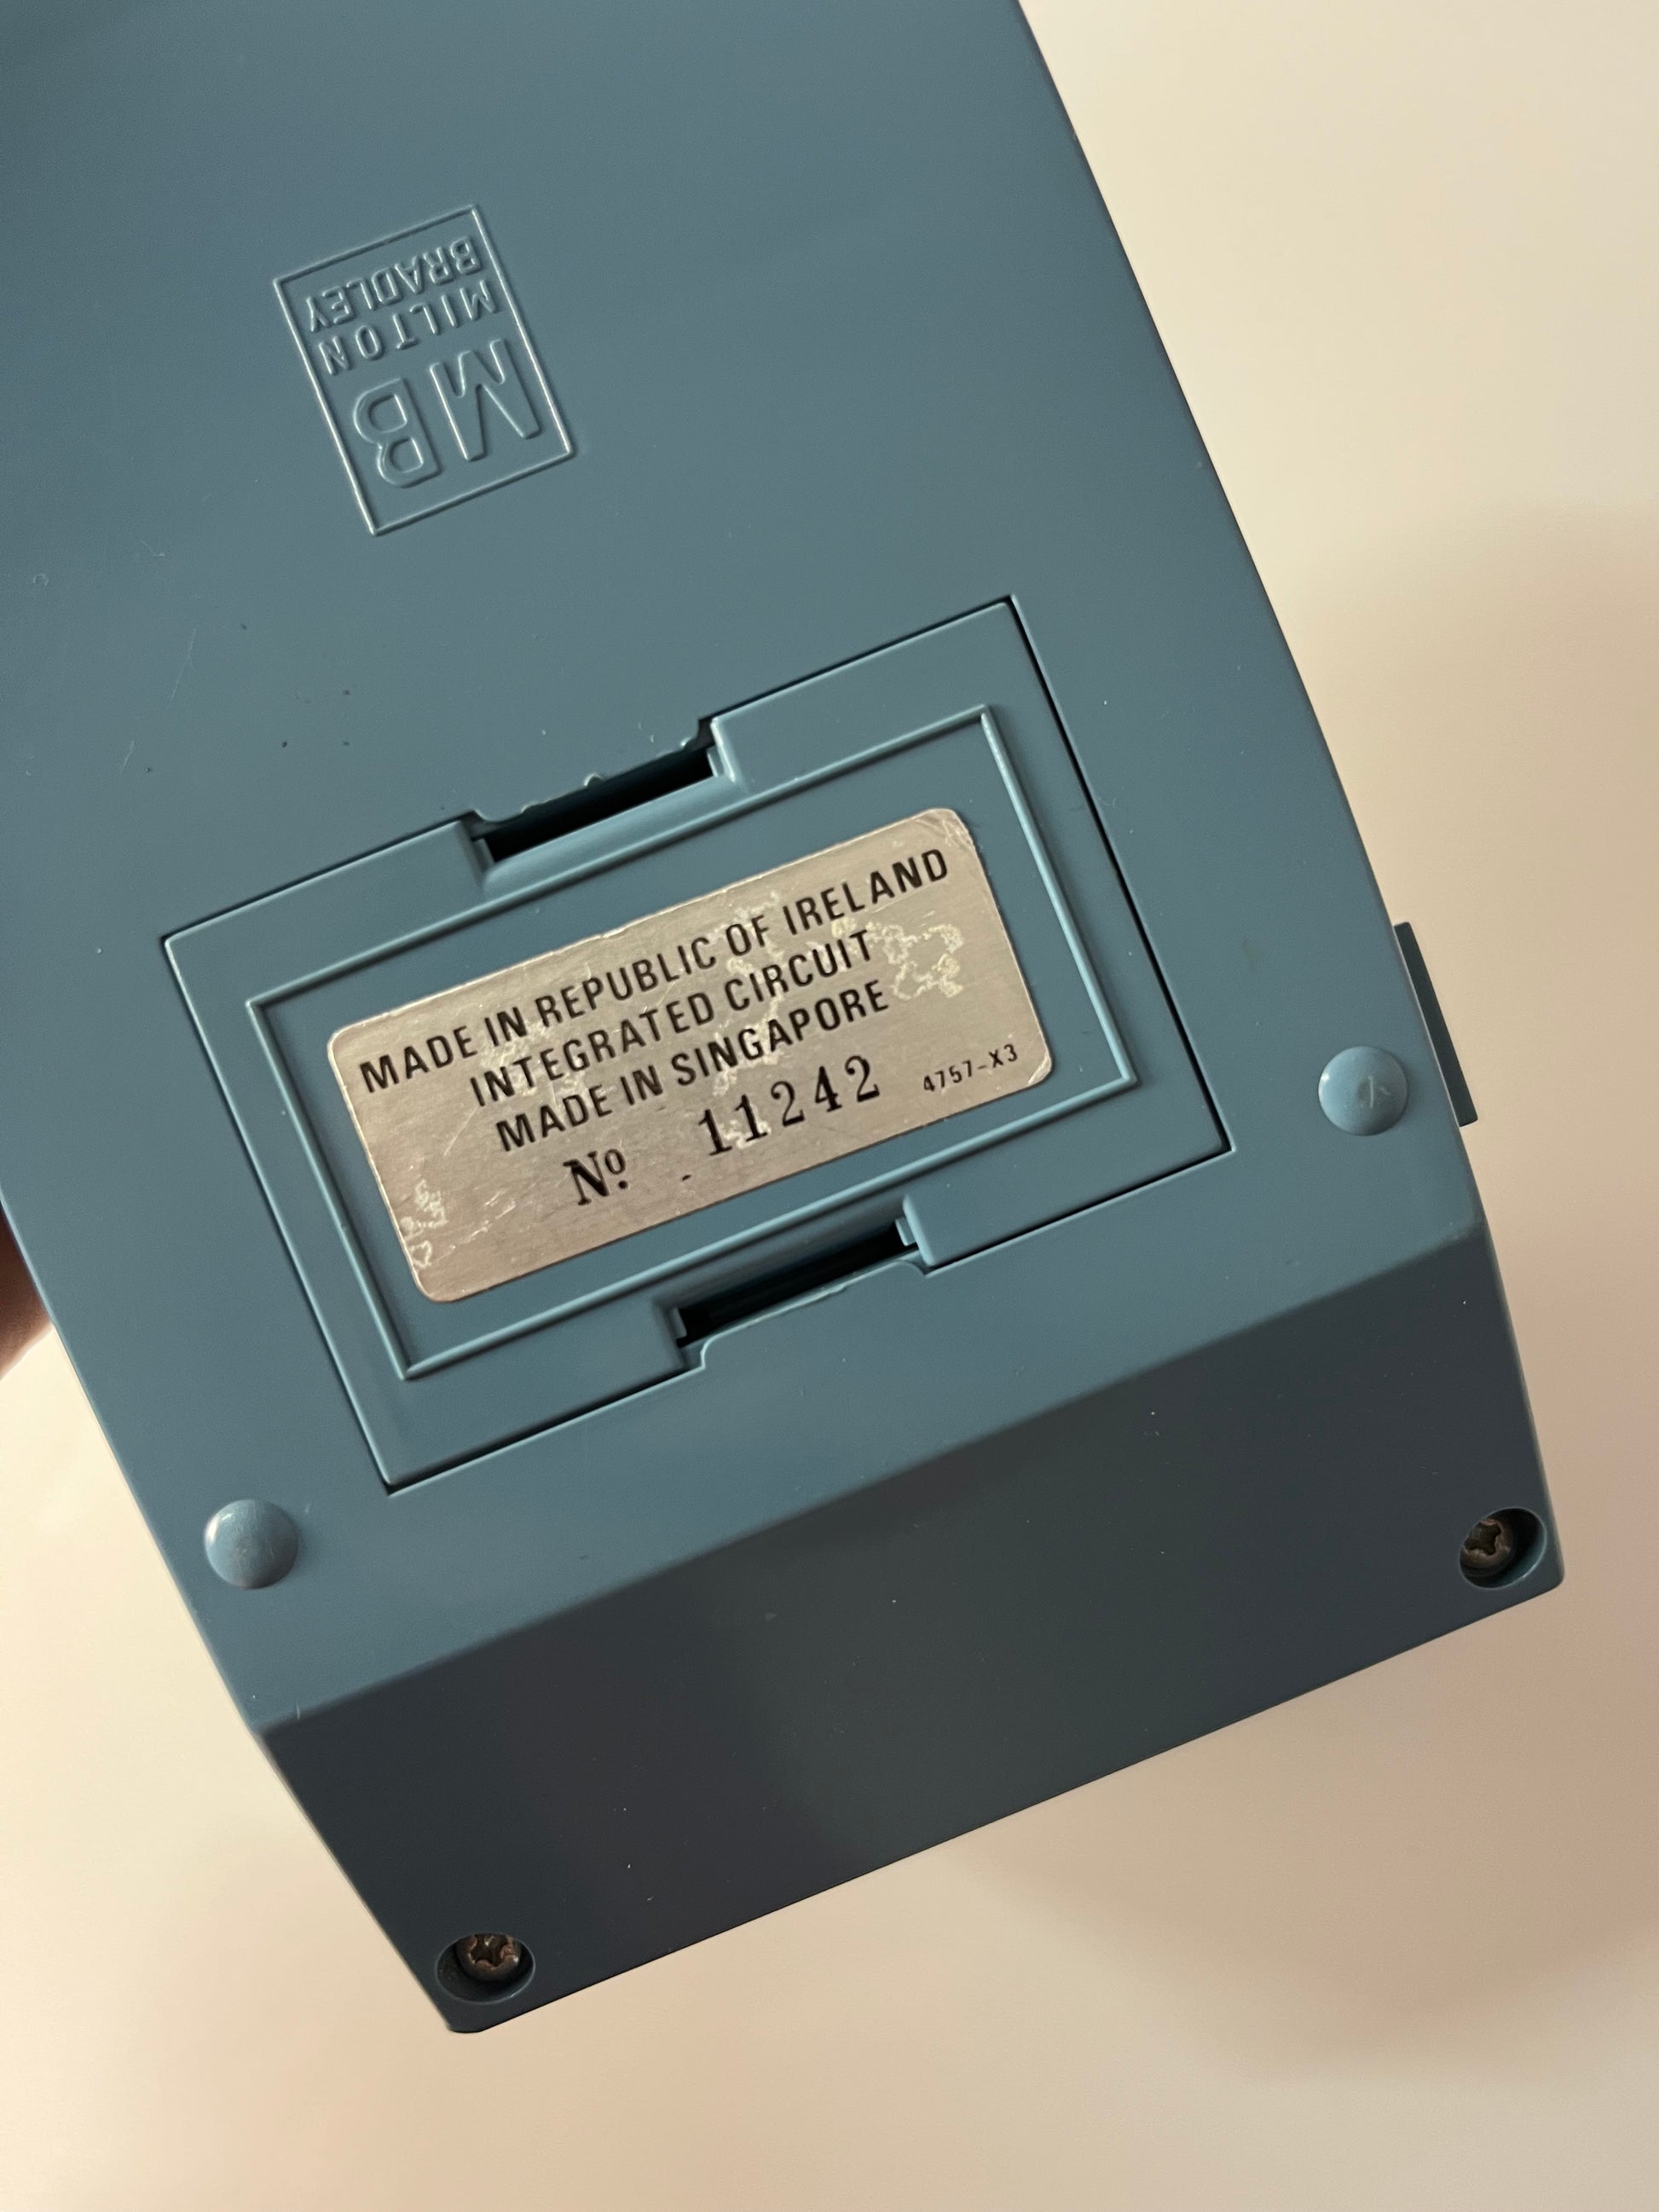 MB
MILTON
BRADLEY
MADE IN REPUBLIC OF IRELAND
INTEGRATED CIRCUIT
MADE IN SINGAPORE
Nº 11242 4757-X3